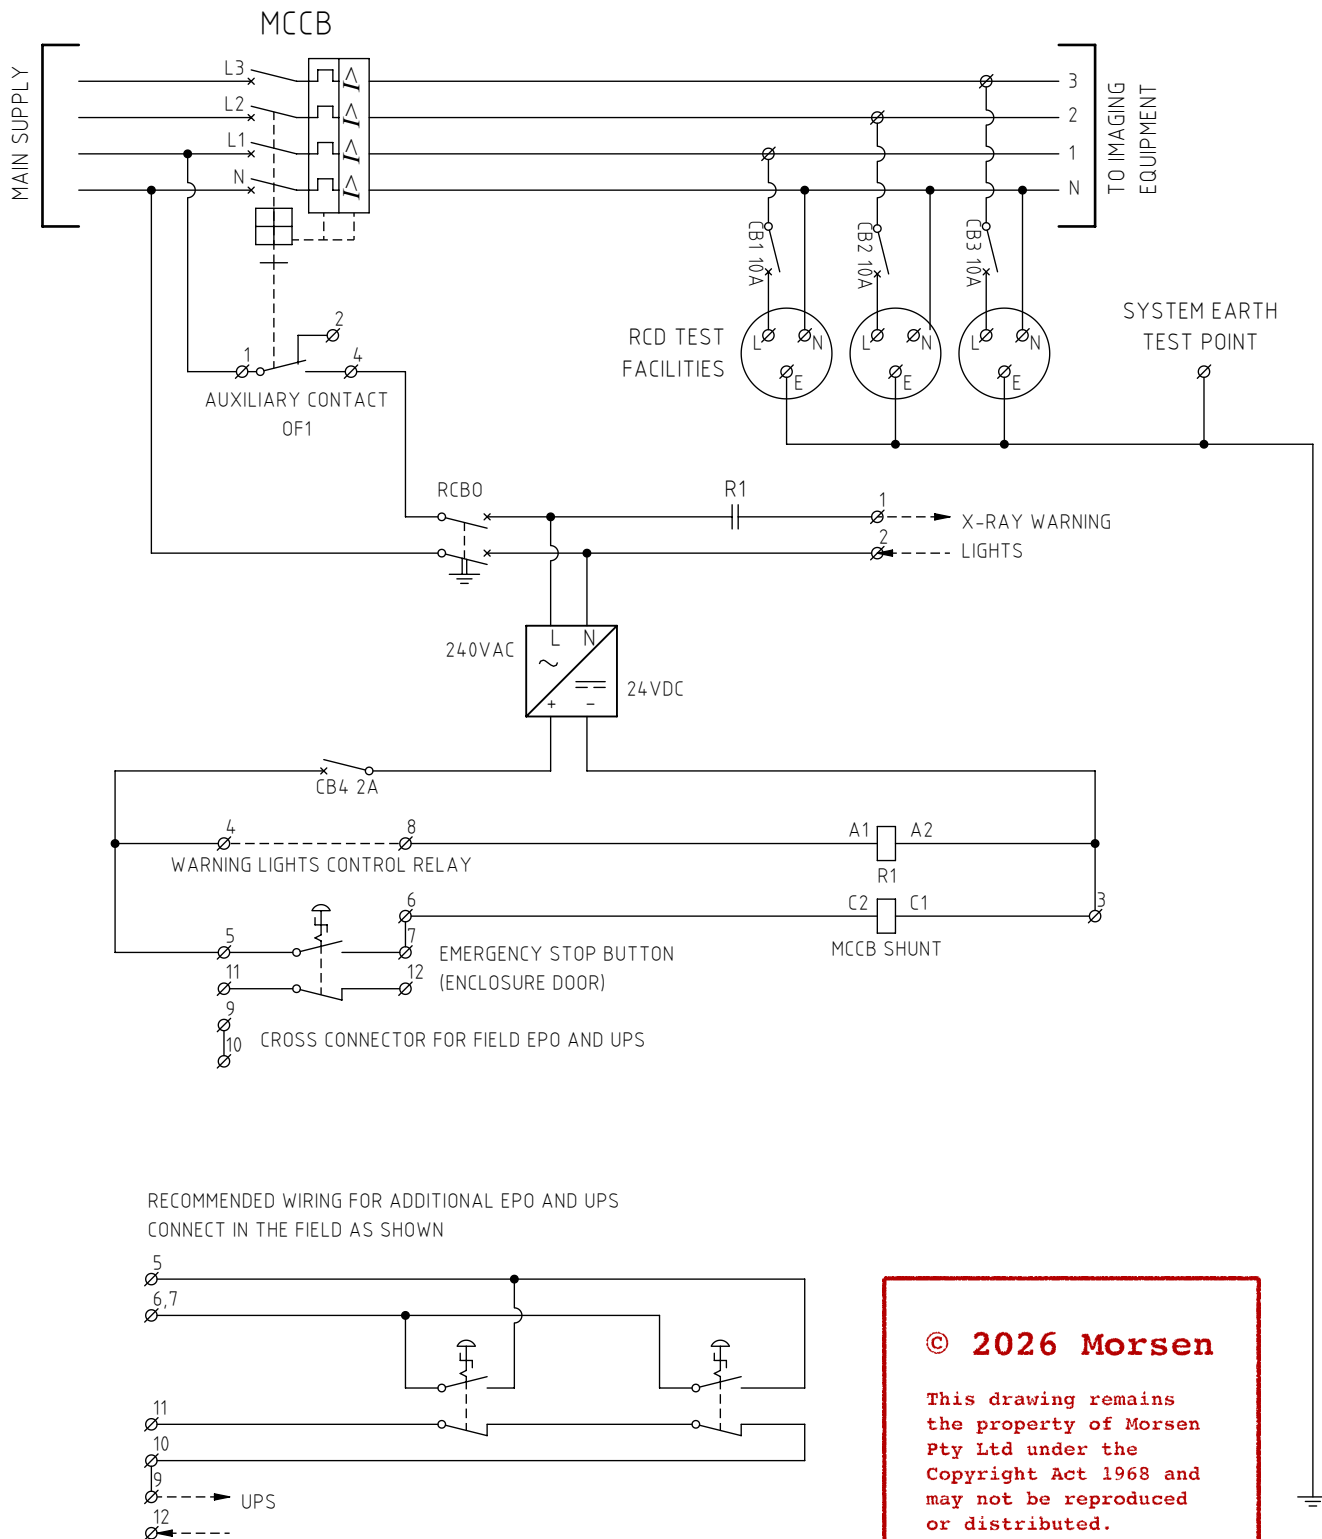 MCCB
MAIN SUPPLY
L3
L2
L1
N
3
2
1
N
TO IMAGING
EQUIPMENT
CB1 10A
CB2 10A
CB3 10A
RCD TEST
FACILITIES
L N
E
L N
E
L N
E
SYSTEM EARTH
TEST POINT
2
1
4
AUXILIARY CONTACT
OF1
RCBO
R1
1
2
X-RAY WARNING
LIGHTS
240VAC
L N
+ -
24VDC
CB4 2A
4
8
WARNING LIGHTS CONTROL RELAY
A1
A2
R1
6
C2
C1
3
MCCB SHUNT
5
7
EMERGENCY STOP BUTTON
(ENCLOSURE DOOR)
11
12
9
10
CROSS CONNECTOR FOR FIELD EPO AND UPS
RECOMMENDED WIRING FOR ADDITIONAL EPO AND UPS
CONNECT IN THE FIELD AS SHOWN
5
6,7
11
10
9
UPS
12
© 2026 Morsen
This drawing remains
the property of Morsen
Pty Ltd under the
Copyright Act 1968 and
may not be reproduced
or distributed.